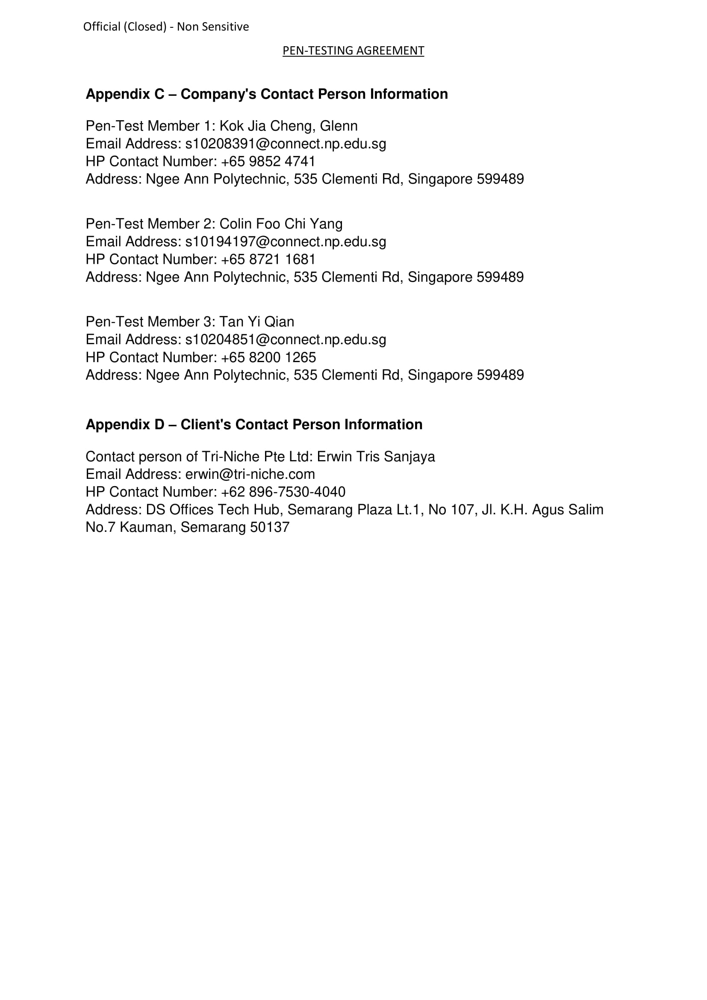 Official (Closed) - Non Sensitive
PEN-TESTING AGREEMENT
Appendix C – Company's Contact Person Information
Pen-Test Member 1: Kok Jia Cheng, Glenn
Email Address: s10208391@connect.np.edu.sg
HP Contact Number: +65 9852 4741
Address: Ngee Ann Polytechnic, 535 Clementi Rd, Singapore 599489
Pen-Test Member 2: Colin Foo Chi Yang
Email Address: s10194197@connect.np.edu.sg
HP Contact Number: +65 8721 1681
Address: Ngee Ann Polytechnic, 535 Clementi Rd, Singapore 599489
Pen-Test Member 3: Tan Yi Qian
Email Address: s10204851@connect.np.edu.sg
HP Contact Number: +65 8200 1265
Address: Ngee Ann Polytechnic, 535 Clementi Rd, Singapore 599489
Appendix D – Client's Contact Person Information
Contact person of Tri-Niche Pte Ltd: Erwin Tris Sanjaya
Email Address: erwin@tri-niche.com
HP Contact Number: +62 896-7530-4040
Address: DS Offices Tech Hub, Semarang Plaza Lt.1, No 107, Jl. K.H. Agus Salim
No.7 Kauman, Semarang 50137